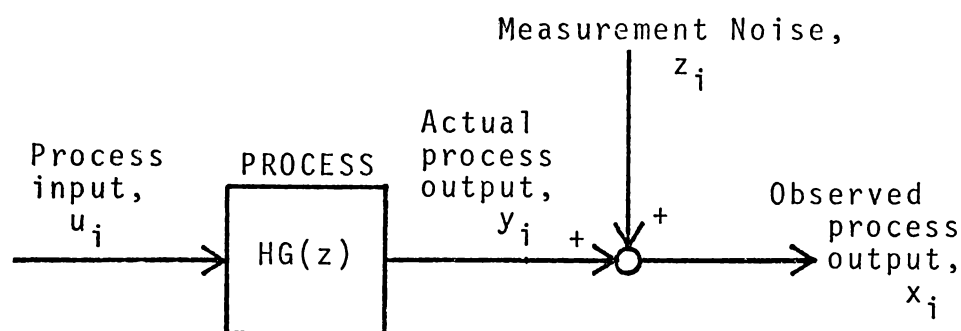 Measurement Noise,
z_i
Actual
process
output,
y_i
Process
input,
u_i
PROCESS
HG(z)
+
+
Observed
process
output,
x_i